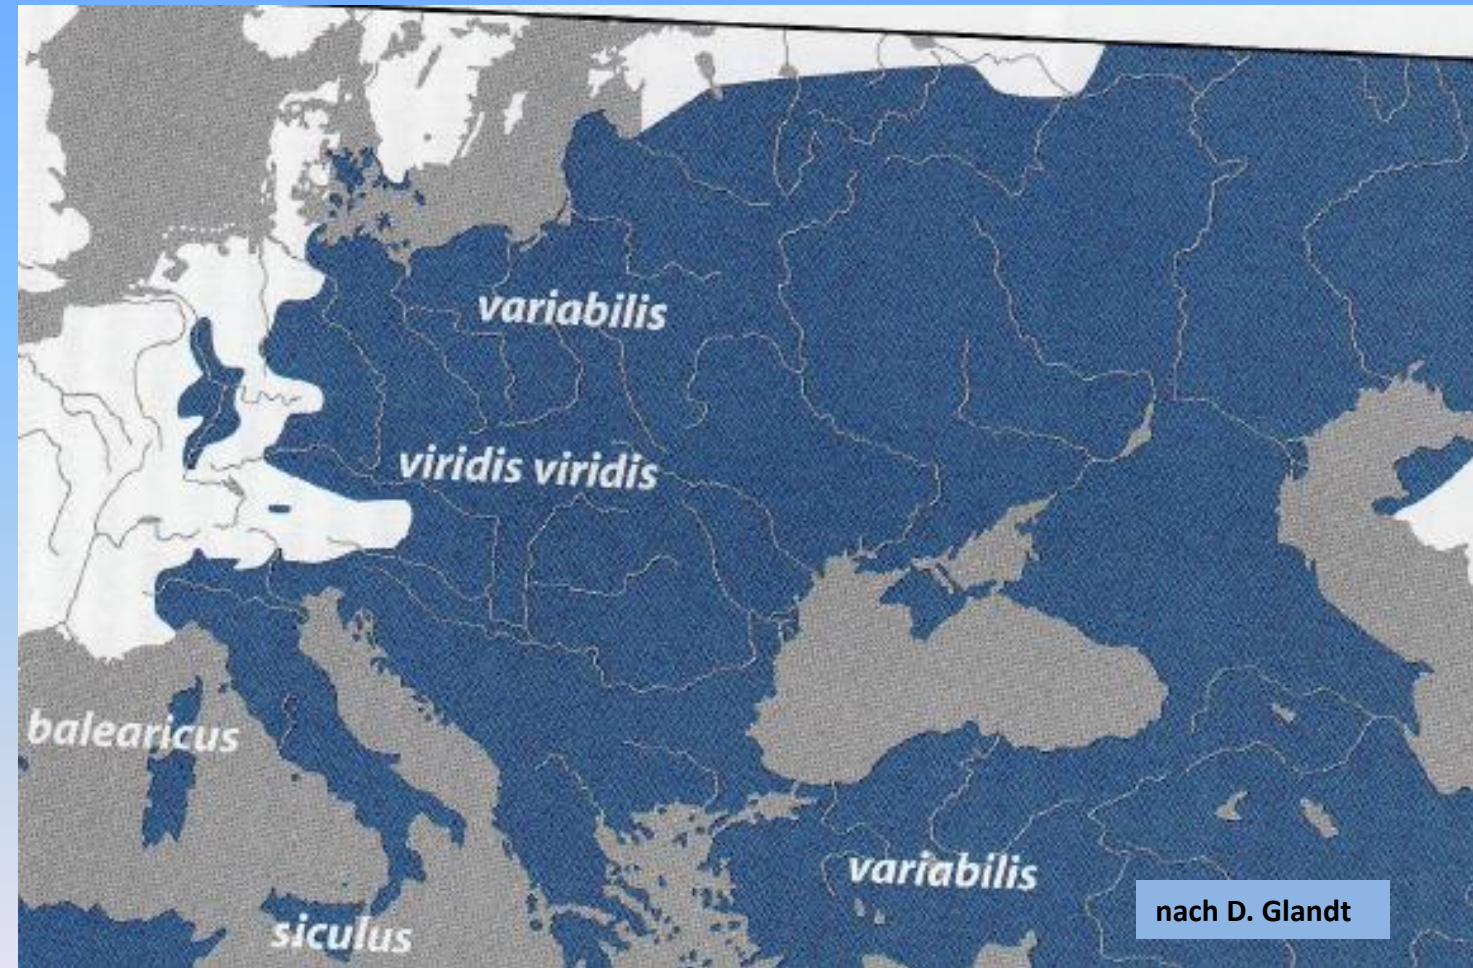 variabilis
viridis viridis
balearicus
variabilis
nach D. Glandt
siculus